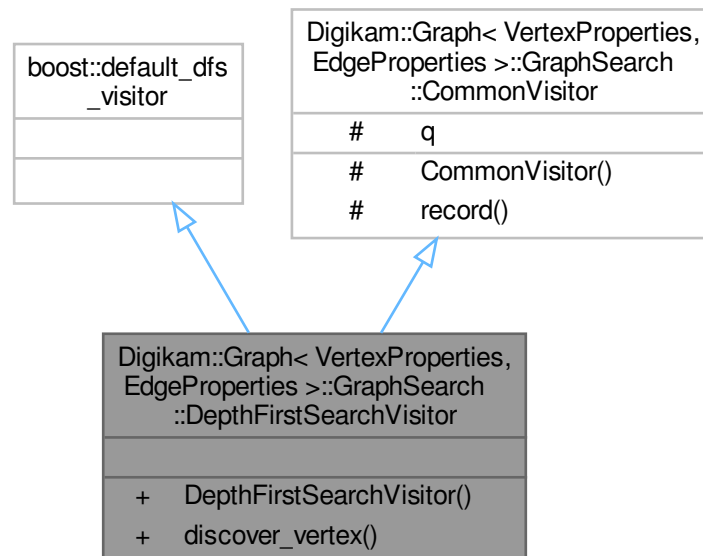 boost::default_dfs
_visitor
Digikam::Graph< VertexProperties,
EdgeProperties >::GraphSearch
::CommonVisitor
# q
# CommonVisitor()
# record()
Digikam::Graph< VertexProperties,
EdgeProperties >::GraphSearch
::DepthFirstSearchVisitor
+ DepthFirstSearchVisitor()
+ discover_vertex()